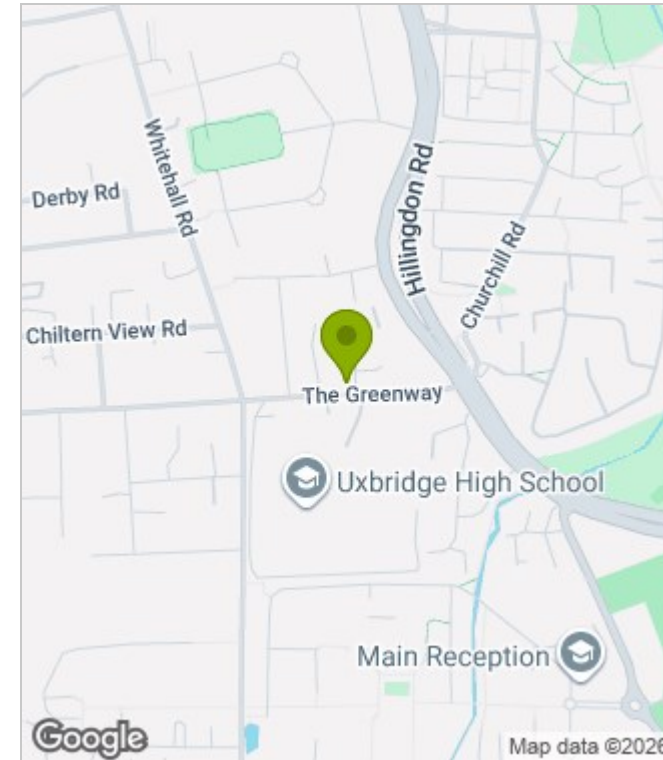 Whitehall Rd
Derby Rd
Hillingdon Rd
Churchill Rd
Chiltern View Rd
The Greenway
Uxbridge High School
Main Reception
Google
Map data ©2026